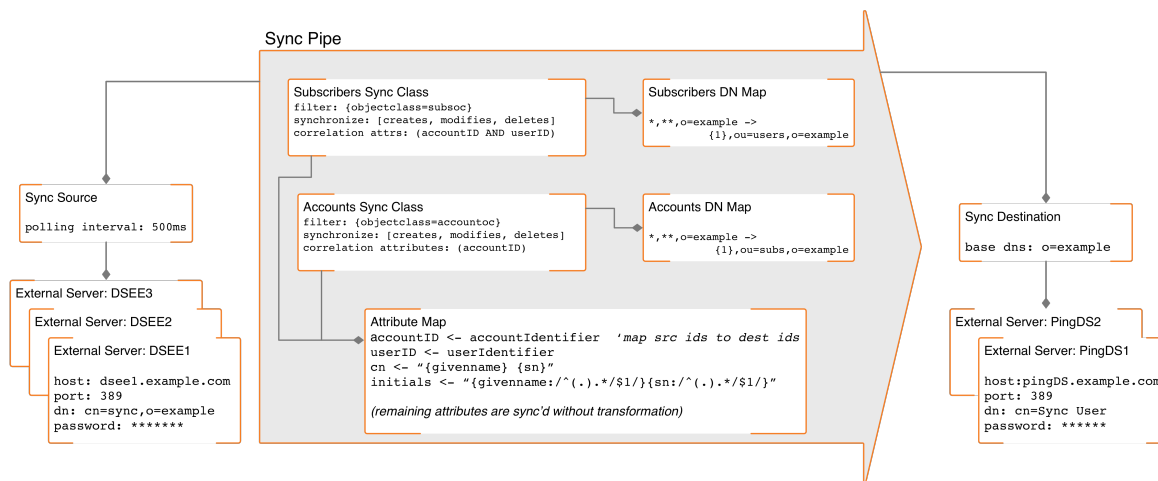 Sync Pipe
Subscribers Sync Class
filter: {objectclass=subsoc}
synchronize: [creates, modifies, deletes]
correlation attrs: (accountID AND userID)
Subscribers DN Map
*,**,o=example ->
{1},ou=users,o=example
Sync Source
polling interval: 500ms
Accounts Sync Class
filter: {objectclass=accountoc}
synchronize: [creates, modifies, deletes]
correlation attributes: (accountID)
Accounts DN Map
*,**,o=example ->
{1},ou=subs,o=example
Sync Destination
base dns: o=example
External Server: DSEE3
External Server: DSEE2
External Server: DSEE1
host: dsee1.example.com
port: 389
dn: cn=sync,o=example
password: *******
Attribute Map
accountID <- accountIdentifier ‘map src ids to dest ids
userID <- userIdentifier
cn <- “{givenname} {sn}”
initials <- “{givenname:/^(.).*/$1/}{sn:/^(.).*/$1/}”
(remaining attributes are sync’d without transformation)
External Server: PingDS2
External Server: PingDS1
host:pingDS.example.com
port: 389
dn: cn=Sync User
password: ******